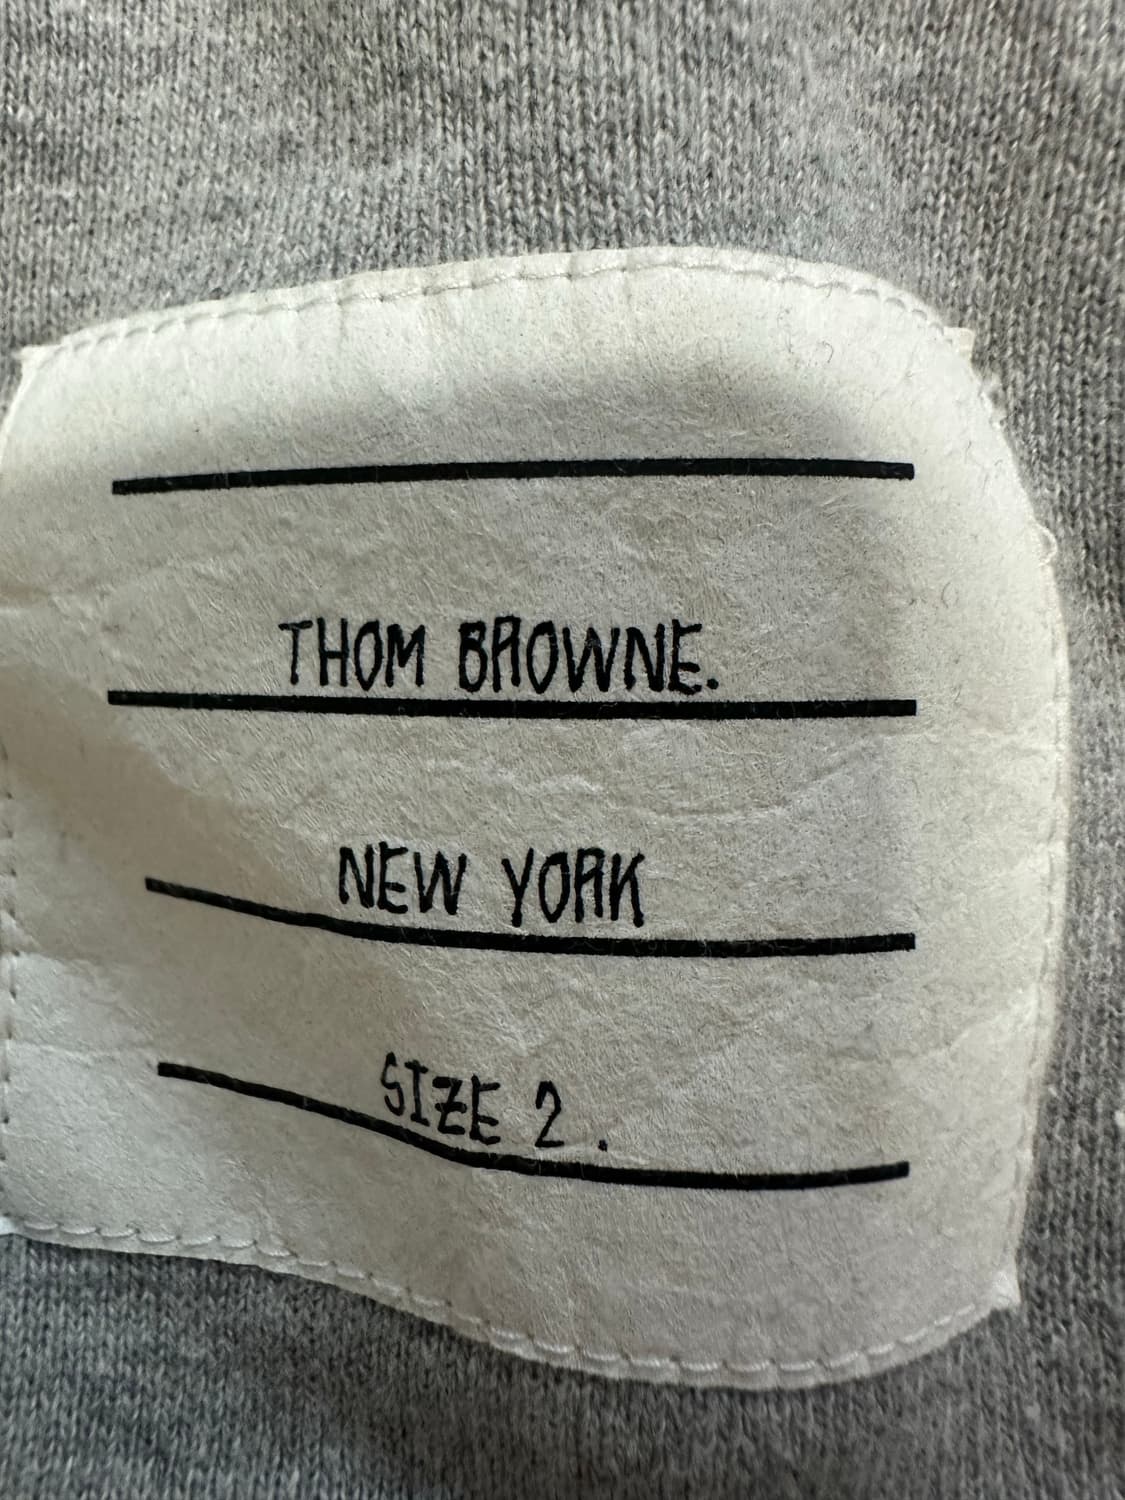 THOM BROWNE.
NEW YORK
SIZE 2 .